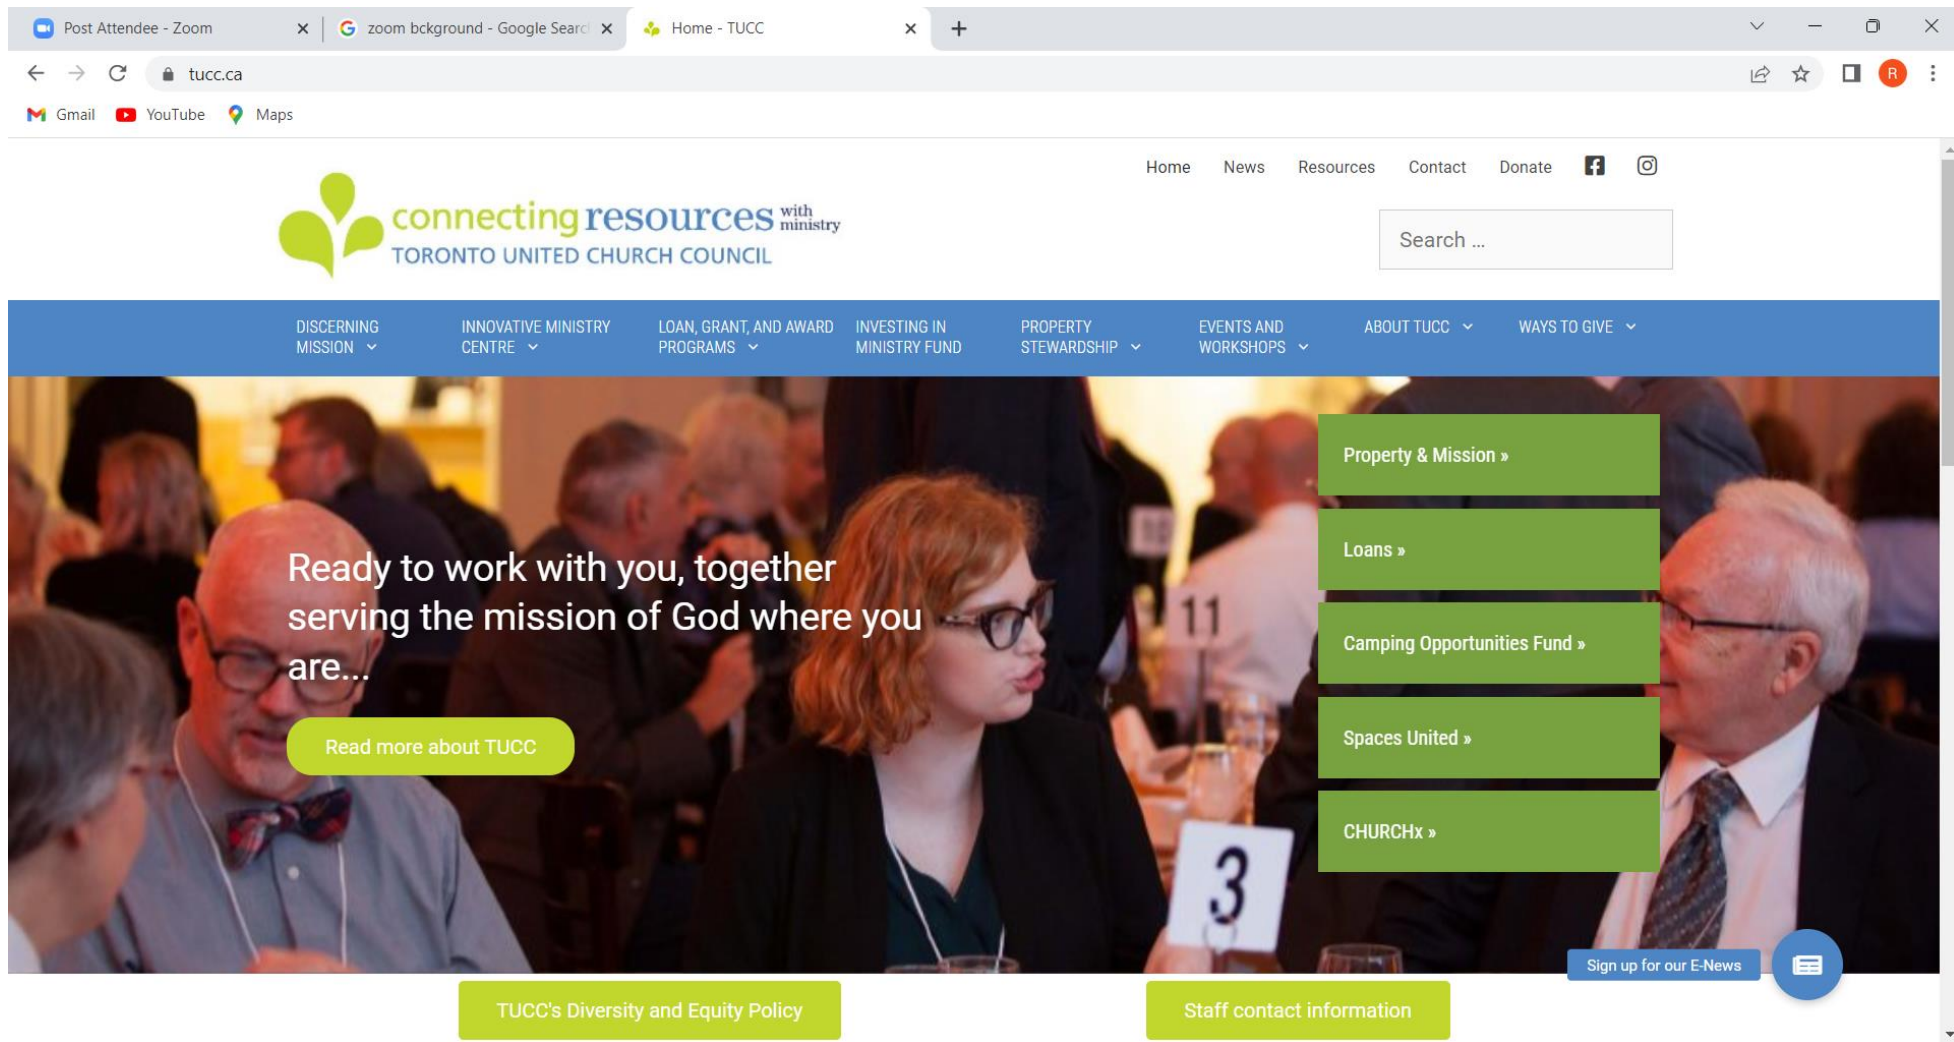 Post Attendee - Zoom
zoom bckground - Google Searc
Home - TUCC
tucc.ca
R
Gmail
YouTube
Maps
Home
News
Resources
Contact
Donate
connecting resources with ministry
TORONTO UNITED CHURCH COUNCIL
Search ...
DISCERNING
MISSION
INNOVATIVE MINISTRY
CENTRE
LOAN, GRANT, AND AWARD
PROGRAMS
INVESTING IN
MINISTRY FUND
PROPERTY
STEWARDSHIP
EVENTS AND
WORKSHOPS
ABOUT TUCC
WAYS TO GIVE
Ready to work with you, together
serving the mission of God where you
are...
Read more about TUCC
10
11
3
Property & Mission »
Loans »
Camping Opportunities Fund »
Spaces United »
CHURCHx »
Sign up for our E-News
TUCC's Diversity and Equity Policy
Staff contact information